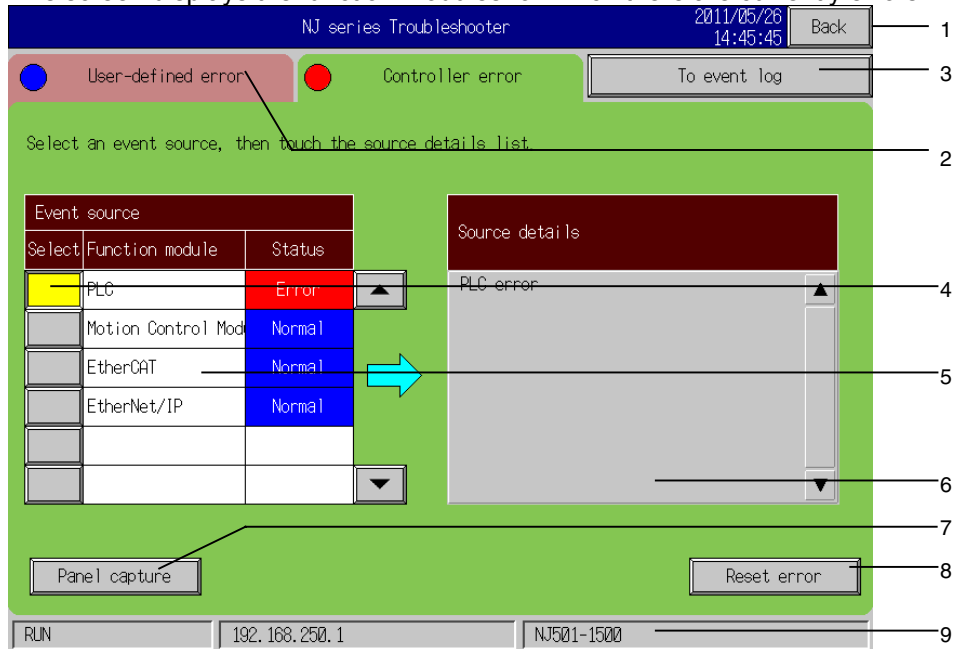 NJ series Troubleshooter
2011/05/26
14:45:45
Back
1
User-defined error
Controller error
To event log
3
Select an event source, then touch the source details list.
2
Event source
Source details
Select Function module Status
PLC Error
PLC error
4
Motion Control Modu Normal
EtherCAT Normal
5
EtherNet/IP Normal
6
7
Panel capture
Reset error
8
RUN
192.168.250.1
NJ501-1500
9